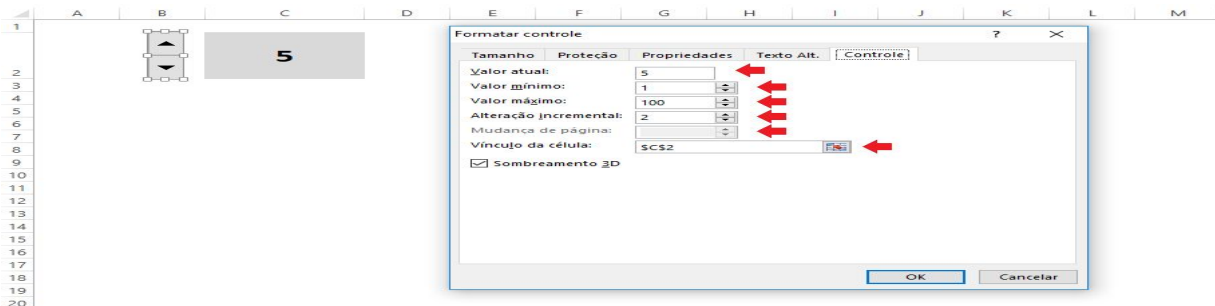 A B C D E F G H I J K L M
1
Formatar controle ? ×
Tamanho Proteção Propriedades Texto Alt. Controle
5
2
Valor atual: 5
3
Valor mínimo: 1
4
Valor máximo: 100
5
Alteração incremental: 2
6
Mudança de página:
7
8
Vínculo da célula: $C$2
9
Sombreamento 3D
10
11
12
13
14
15
16
17
18
OK Cancelar
19
20